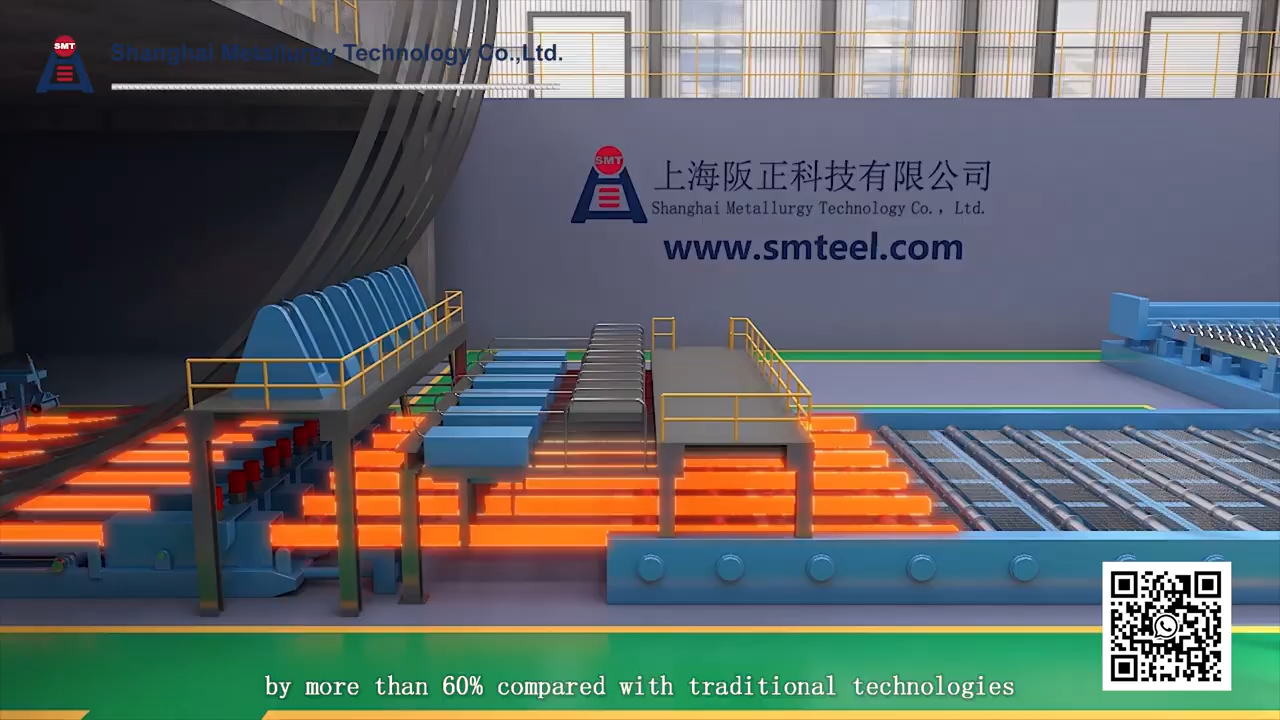 SMT
Shanghai Metallurgy Technology Co.,Ltd.
SMT
上海阪正科技有限公司
Shanghai Metallurgy Technology Co., Ltd.
www.smteel.com
by more than 60% compared with traditional technologies